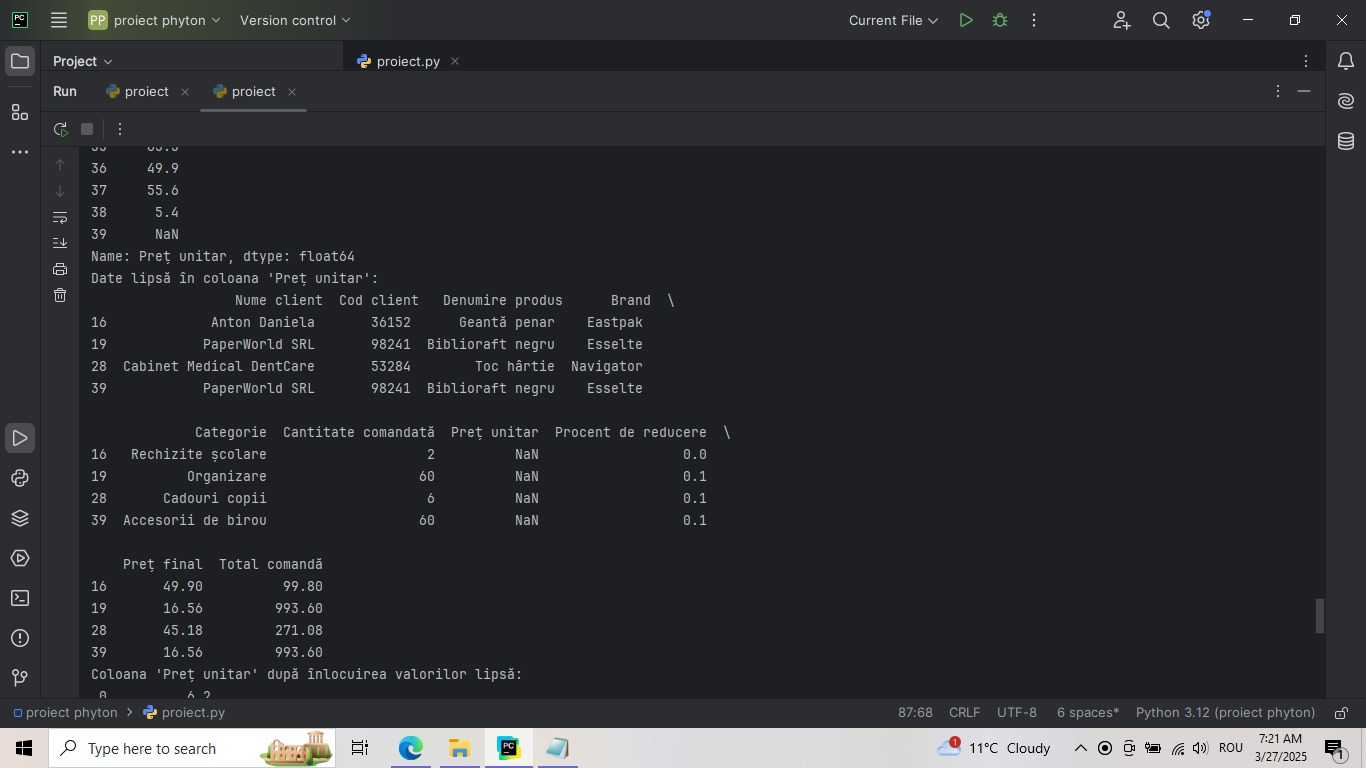 PC PP proiect phyton Version control Current File
Project proiect.py
Run proiect proiect
36 49.9
37 55.6
38 5.4
39 NaN
Name: Preț unitar, dtype: float64
Date lipsă în coloana 'Preț unitar':
Nume client Cod client Denumire produs Brand \
16 Anton Daniela 36152 Geantă penar Eastpak
19 PaperWorld SRL 98241 Biblioraft negru Esselte
28 Cabinet Medical DentCare 53284 Toc hârtie Navigator
39 PaperWorld SRL 98241 Biblioraft negru Esselte
Categorie Cantitate comandată Preț unitar Procent de reducere \
16 Rechizite școlare 2 NaN 0.0
19 Organizare 60 NaN 0.1
28 Cadouri copii 6 NaN 0.1
39 Accesorii de birou 60 NaN 0.1
Preț final Total comandă
16 49.90 99.80
19 16.56 993.60
28 45.18 271.08
39 16.56 993.60
Coloana 'Preț unitar' după înlocuirea valorilor lipsă:
0 6.2
proiect phyton > proiect.py 87:68 CRLF UTF-8 6 spaces* Python 3.12 (proiect phyton)
Type here to search PC 1 11°C Cloudy ROU 7:21 AM 1
3/27/2025